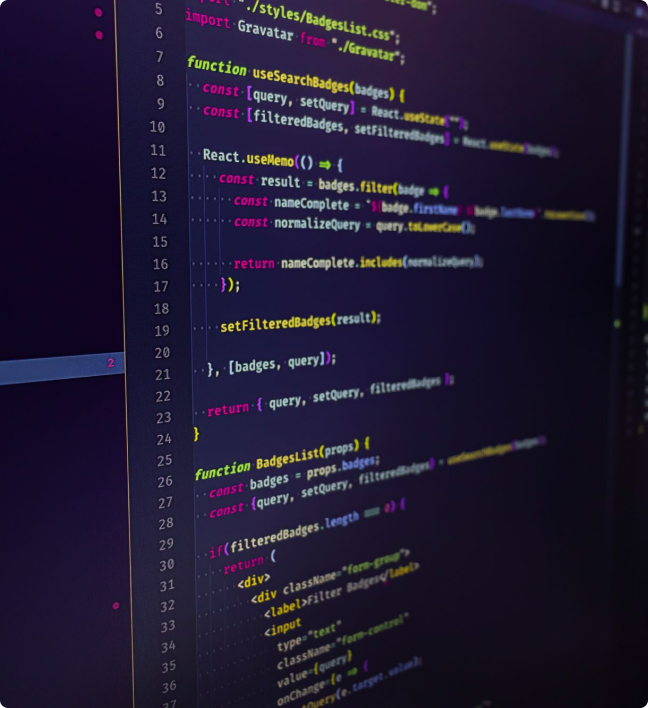 5 "./styles/BadgesList.css";
6 import Gravatar from "./Gravatar";
7
8 function useSearchBadges(badges) {
9 const [query, setQuery] = React.useState("");
10 const [filteredBadges, setFilteredBadges] = React.useState(badges);
11
12 React.useMemo(() => {
13 const result = badges.filter(badge => {
14 const nameComplete = `${badge.firstName} ${badge.lastName}`.toLowerCase();
15 const normalizeQuery = query.toLowerCase();
16
17 return nameComplete.includes(normalizeQuery);
18 });
19
20 setFilteredBadges(result);
21
22 }, [badges, query]);
23
24 return { query, setQuery, filteredBadges };
25 }
26 function BadgesList(props) {
27 const badges = props.badges;
28 const {query, setQuery, filteredBadges} = useSearchBadges(badges)
29
30 if(filteredBadges.length === 0) {
31 return (
32 <div>
33 <div className="form-group">
34 <label>Filter Badges</label>
35 <input
36 type="text"
37 className="form-control"
value={query}
onChange={e => {
setQuery(e.target.value);
2